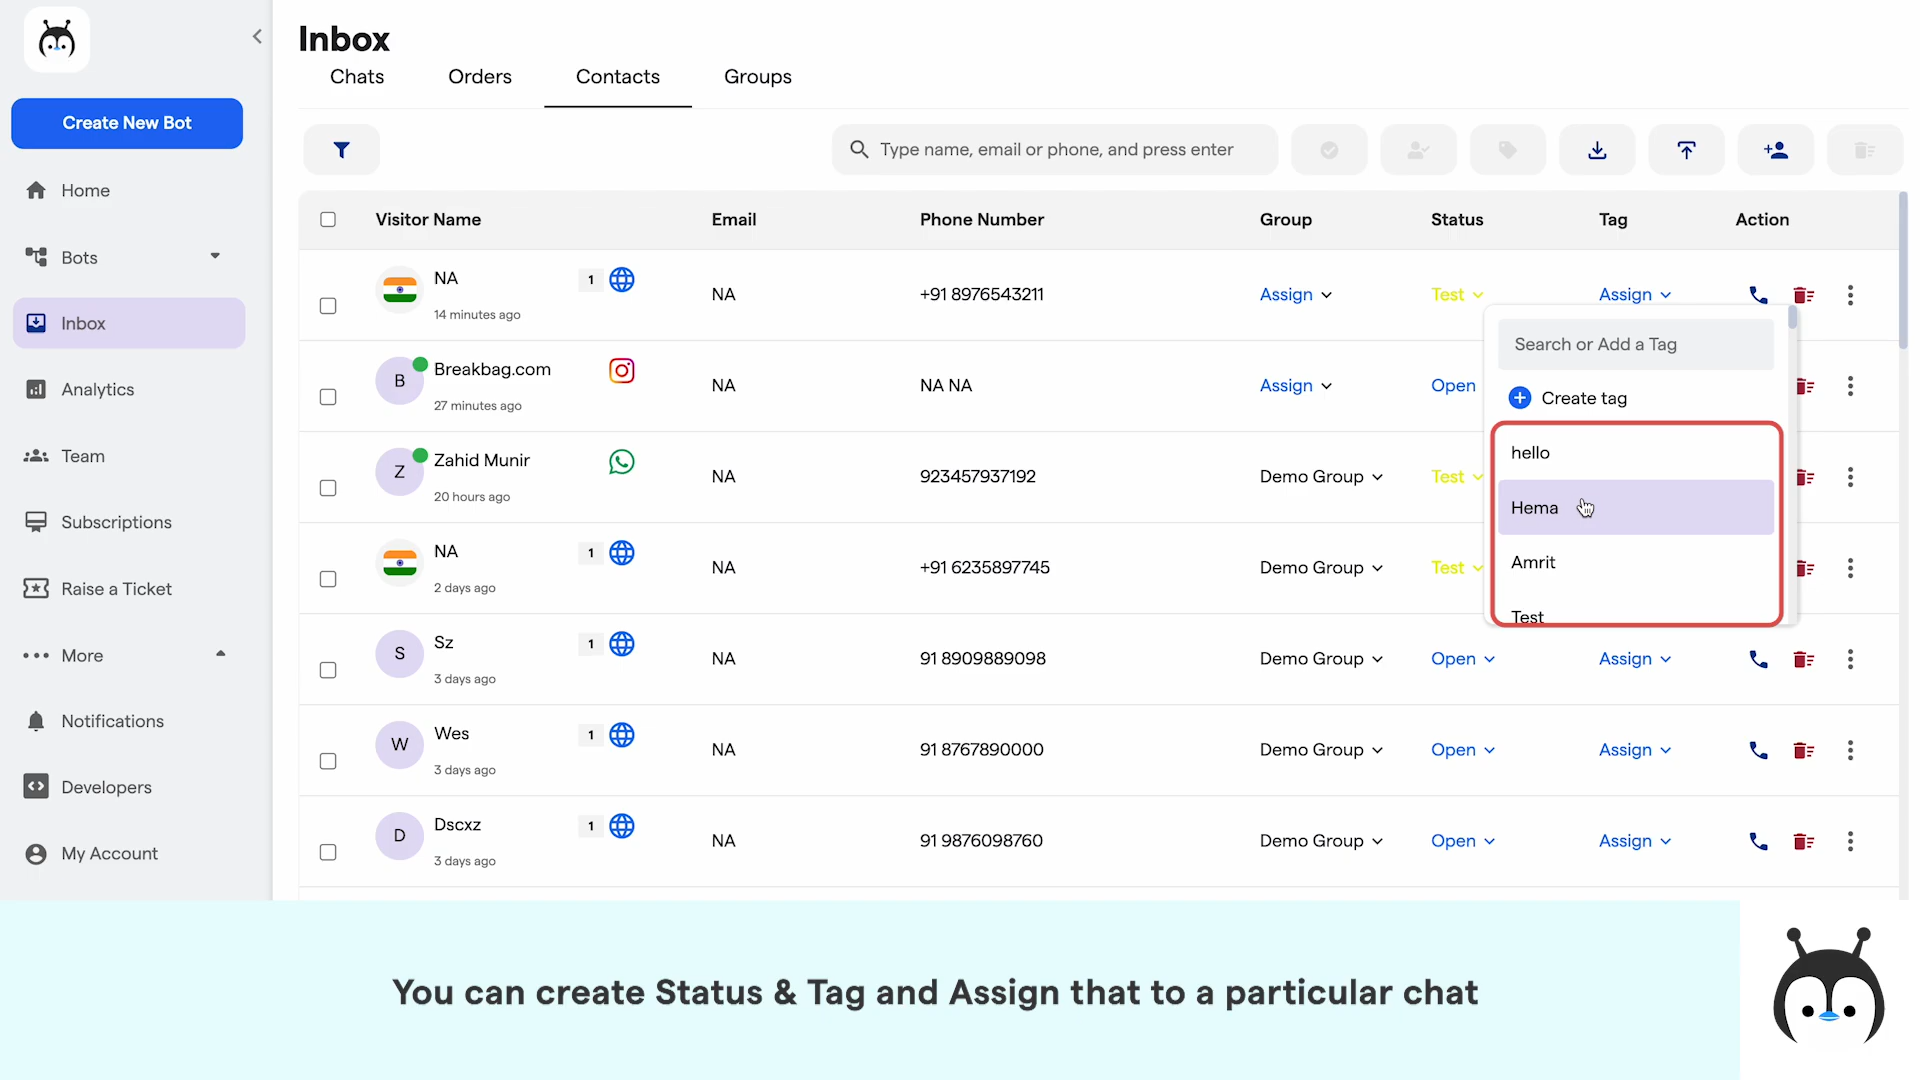 Inbox
Chats Orders Contacts Groups
Create New Bot
Home
Bots
Inbox
Analytics
Team
Subscriptions
Raise a Ticket
More
Notifications
Developers
My Account
Type name, email or phone, and press enter
Visitor Name Email Phone Number Group Status Tag Action
NA 1 NA +91 8976543211 Assign Test Assign
14 minutes ago
B Breakbag.com NA NA NA Assign Open
27 minutes ago
Z Zahid Munir NA 923457937192 Demo Group Test
20 hours ago
NA 1 NA +91 6235897745 Demo Group Test
2 days ago
S Sz 1 NA 91 8909889098 Demo Group Open Assign
3 days ago
W Wes 1 NA 91 8767890000 Demo Group Open Assign
3 days ago
D Dscxz 1 NA 91 9876098760 Demo Group Open Assign
3 days ago
Search or Add a Tag
Create tag
hello
Hema
Amrit
Test
You can create Status & Tag and Assign that to a particular chat